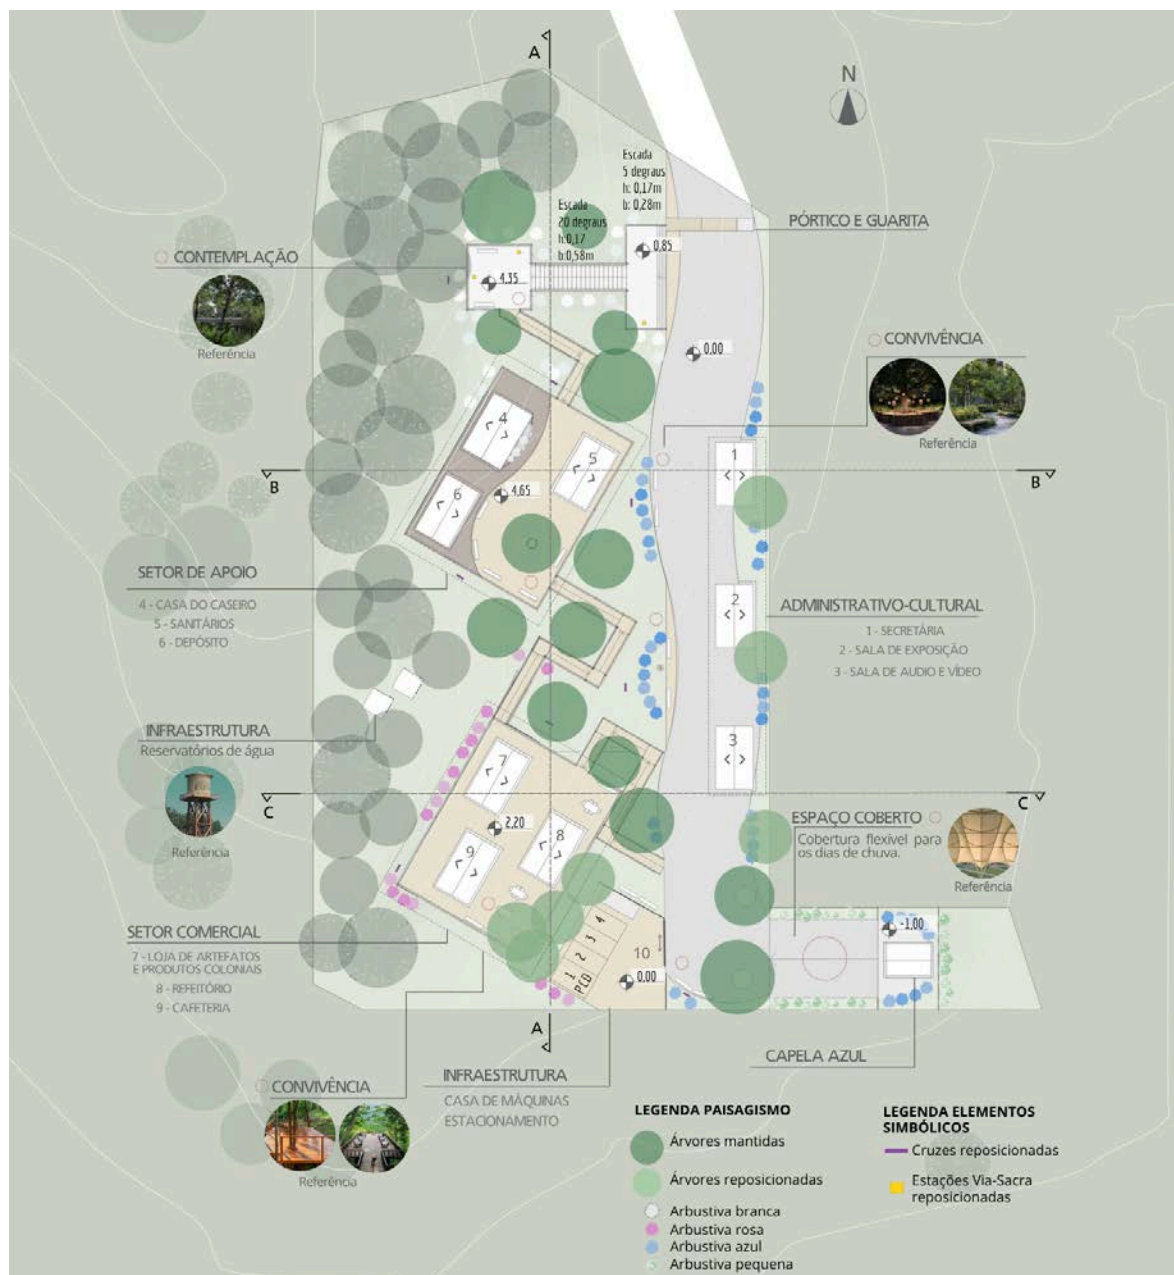 A
N
Escada
5 degraus
h: 0,17m
b: 0,28m
Escada
20 degraus
h:0,17
b:0,58m
PÓRTICO E GUARITA
0,85
CONTEMPLAÇÃO
4,35
Referência
0,00
CONVIVÊNCIA
Referência
4
5
1
B
B
6
4,65
SETOR DE APOIO
4 - CASA DO CASEIRO
5 - SANITÁRIOS
6 - DEPÓSITO
2
ADMINISTRATIVO-CULTURAL
1 - SECRETÁRIA
2 - SALA DE EXPOSIÇÃO
3 - SALA DE AUDIO E VÍDEO
INFRAESTRUTURA
Reservatórios de água
Referência
7
3
C
C
2,20
8
9
ESPAÇO COBERTO
Cobertura flexível para
os dias de chuva.
Referência
SETOR COMERCIAL
7 - LOJA DE ARTEFATOS
E PRODUTOS COLONIAIS
8 - REFEITÓRIO
9 - CAFETERIA
-1,00
4
3
2
1
PCD
10
0,00
A
CAPELA AZUL
CONVIVÊNCIA
Referência
INFRAESTRUTURA
CASA DE MÁQUINAS
ESTACIONAMENTO
LEGENDA PAISAGISMO
Árvores mantidas
Árvores reposicionadas
Arbustiva branca
Arbustiva rosa
Arbustiva azul
Arbustiva pequena
LEGENDA ELEMENTOS
SIMBÓLICOS
Cruzes reposicionadas
Estações Via-Sacra
reposicionadas